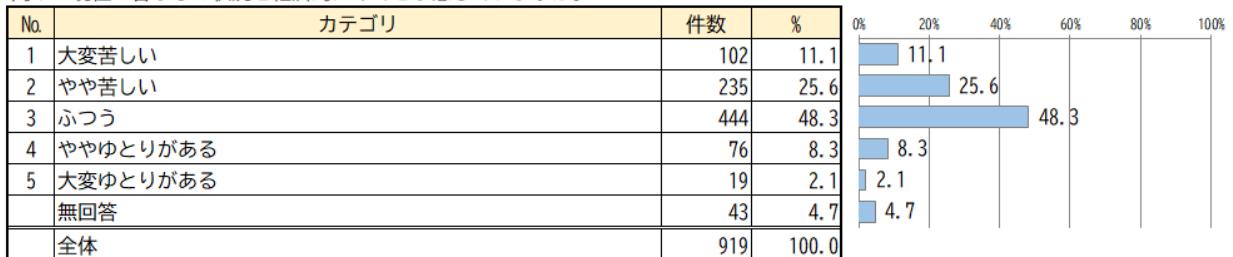 No. カテゴリ 件数 % 0% 20% 40% 60% 80% 100%
1 大変苦しい 102 11.1 11.1
2 やや苦しい 235 25.6 25.6
3 ふつう 444 48.3 48.3
4 ややゆとりがある 76 8.3 8.3
5 大変ゆとりがある 19 2.1 2.1
無回答 43 4.7 4.7
全体 919 100.0